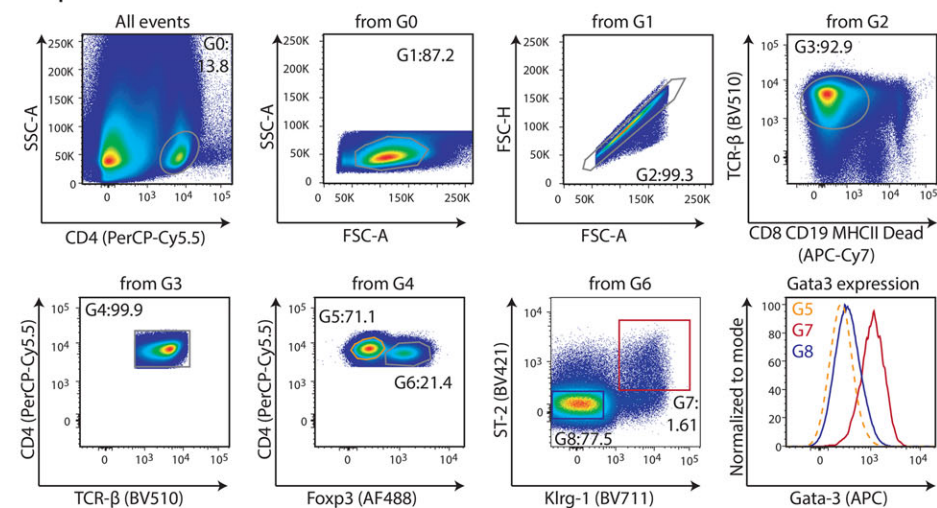 All events
from G0
from G1
from G2
250K
200K
150K
100K
50K
0
SSC-A
G0:
13.8
0
10³
10⁴
10⁵
CD4 (PerCP-Cy5.5)
250K
200K
150K
100K
50K
0
SSC-A
G1:87.2
0
50K
150K
250K
FSC-A
250K
200K
150K
100K
50K
0
FSC-H
G2:99.3
0
50K
150K
250K
FSC-A
10⁵
10⁴
10³
0
TCR-β (BV510)
G3:92.9
0
10³
10⁴
10⁵
CD8 CD19 MHCII Dead
(APC-Cy7)
from G3
from G4
from G6
Gata3 expression
10⁵
10⁴
10³
0
CD4 (PerCP-Cy5.5)
G4:99.9
0
10³
10⁴
10⁵
TCR-β (BV510)
10⁵
10⁴
10³
0
CD4 (PerCP-Cy5.5)
G5:71.1
G6:21.4
0
10³
10⁴
10⁵
Foxp3 (AF488)
10⁴
10³
0
ST-2 (BV421)
G7:
1.61
G8:77.5
0
10³
10⁴
10⁵
Klrg-1 (BV711)
100
80
60
40
20
0
Normalized to mode
G5
G7
G8
0
10³
10⁴
Gata-3 (APC)